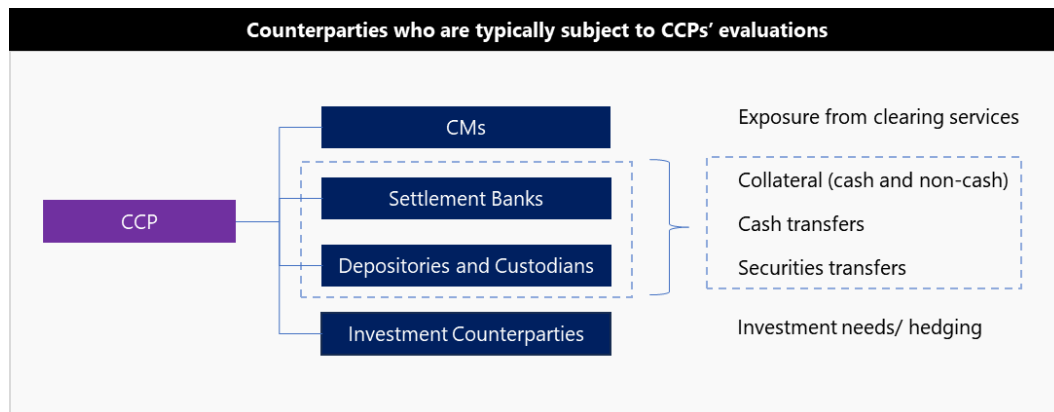 Counterparties who are typically subject to CCPs' evaluations
CMs
Exposure from clearing services
Settlement Banks
Collateral (cash and non-cash)
CCP
Cash transfers
Depositories and Custodians
Securities transfers
Investment Counterparties
Investment needs/ hedging